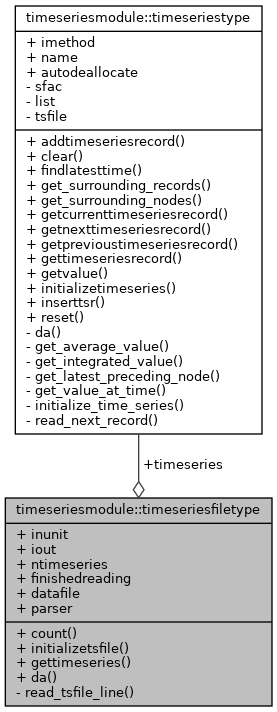 timeseriesmodule::timeseriestype
+ imethod
+ name
+ autodeallocate
- sfac
- list
- tsfile
+ addtimeseriesrecord()
+ clear()
+ findlatesttime()
+ get_surrounding_records()
+ get_surrounding_nodes()
+ getcurrenttimeseriesrecord()
+ getnexttimeseriesrecord()
+ getprevioustimeseriesrecord()
+ gettimeseriesrecord()
+ getvalue()
+ initializetimeseries()
+ inserttsr()
+ reset()
- da()
- get_average_value()
- get_integrated_value()
- get_latest_preceding_node()
- get_value_at_time()
- initialize_time_series()
- read_next_record()
+timeseries
timeseriesmodule::timeseriesfiletype
+ inunit
+ iout
+ ntimeseries
+ finishedreading
+ datafile
+ parser
+ count()
+ initializetsfile()
+ gettimeseries()
+ da()
- read_tsfile_line()